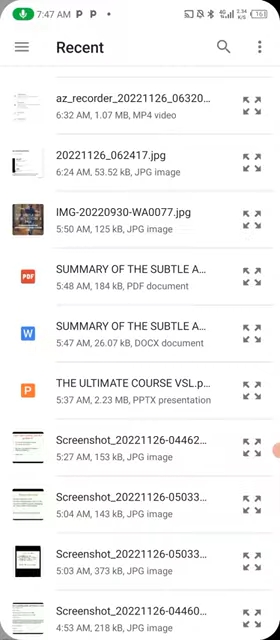 7:47 AM
Recent
az_recorder_20221126_06320...
6:32 AM, 1.07 MB, MP4 video
20221126_062417.jpg
6:24 AM, 53.52 kB, JPG image
IMG-20220930-WA0077.jpg
5:50 AM, 125 kB, JPG image
PDF
SUMMARY OF THE SUBTLE A...
5:48 AM, 184 kB, PDF document
W
SUMMARY OF THE SUBTLE A...
5:47 AM, 26.07 kB, DOCX document
P
THE ULTIMATE COURSE VSL.p...
5:37 AM, 2.23 MB, PPTX presentation
Screenshot_20221126-04462...
5:27 AM, 153 kB, JPG image
Screenshot_20221126-05033...
5:04 AM, 143 kB, JPG image
Screenshot_20221126-05033...
5:03 AM, 373 kB, JPG image
Screenshot_20221126-04460...
4:53 AM, 218 kB, JPG image